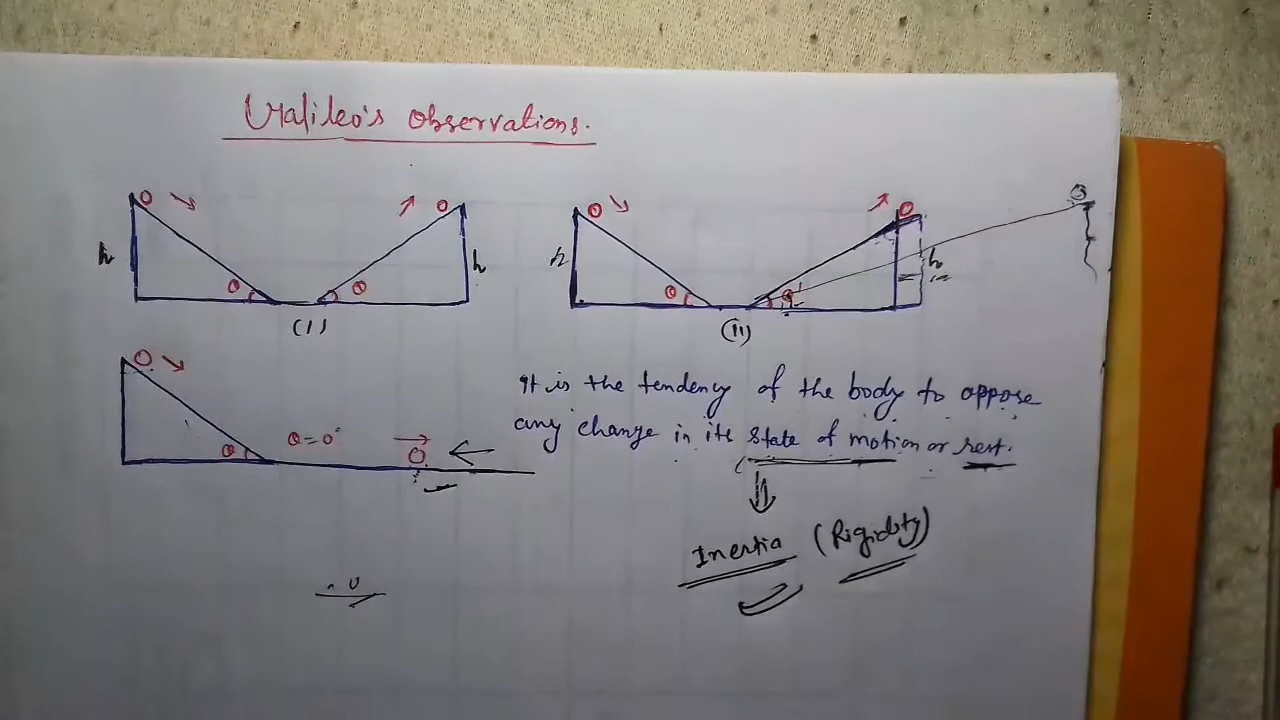 Galileo's observations.
h
θ
θ
h
(I)
h
θ
h
(II)
θ
θ=0°
It is the tendency of the body to oppose
any change in its state of motion or rest.
Inertia (Rigidity)